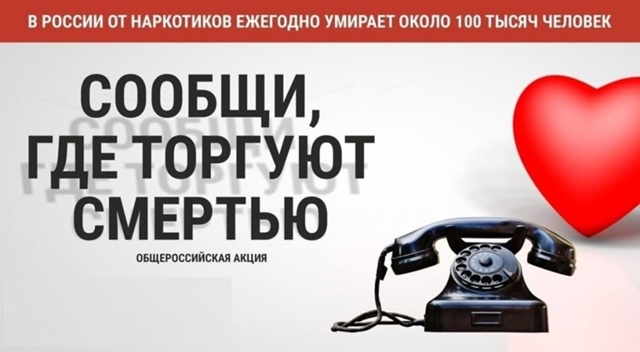 В РОССИИ ОТ НАРКОТИКОВ ЕЖЕГОДНО УМИРАЕТ ОКОЛО 100 ТЫСЯЧ ЧЕЛОВЕК
СООБЩИ,
ГДЕ ТОРГУЮТ
СМЕРТЬЮ
ОБЩЕРОССИЙСКАЯ АКЦИЯ